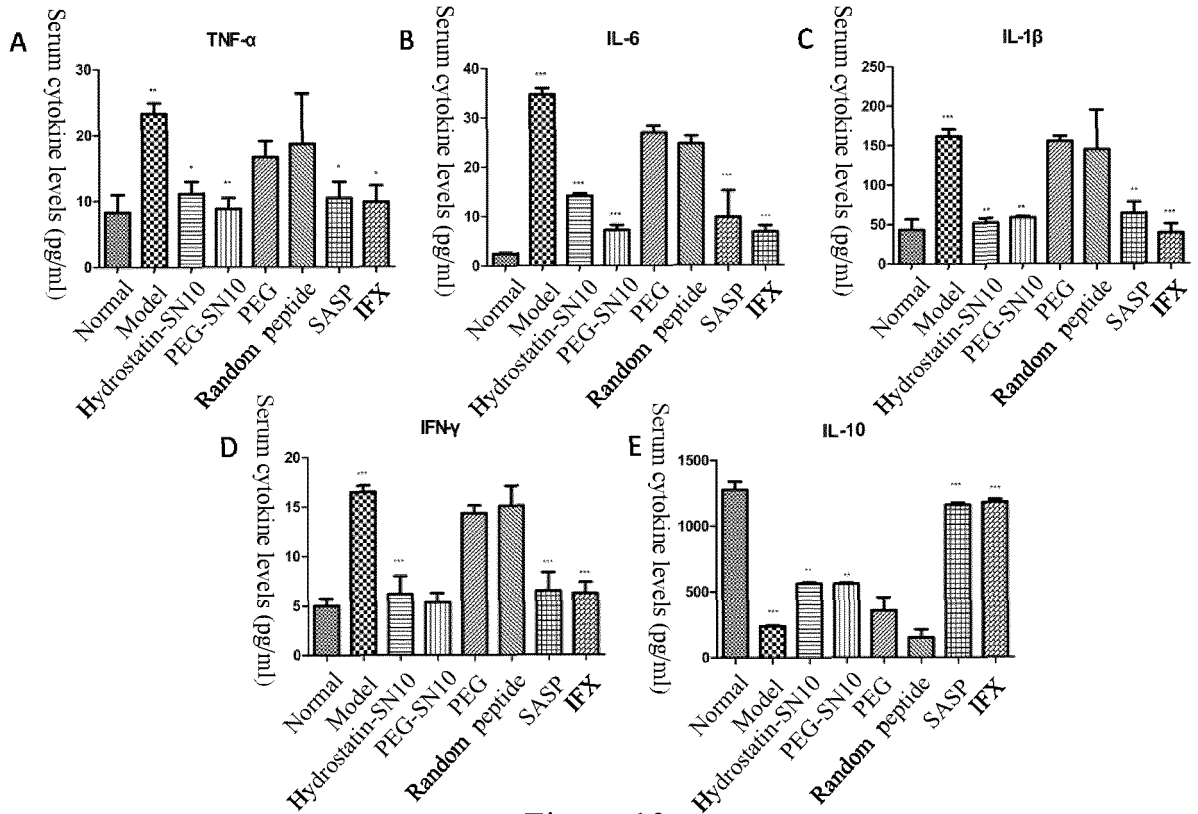 A
TNF-α
Serum cytokine levels (pg/ml)
30
20
10
0
** * ** * *
Normal
Model
Hydrostatin-SN10
PEG-SN10
PEG
Random peptide
SASP
IFX
B
IL-6
Serum cytokine levels (pg/ml)
40
30
20
10
0
*** *** *** *** ***
Normal
Model
Hydrostatin-SN10
PEG-SN10
PEG
Random peptide
SASP
IFX
C
IL-1β
Serum cytokine levels (pg/ml)
250
200
150
100
50
0
*** ** ** ** ***
Normal
Model
Hydrostatin-SN10
PEG-SN10
PEG
Random peptide
SASP
IFX
D
IFN-γ
Serum cytokine levels (pg/ml)
20
15
10
5
0
*** *** *** ***
Normal
Model
Hydrostatin-SN10
PEG-SN10
PEG
Random peptide
SASP
IFX
E
IL-10
Serum cytokine levels (pg/ml)
1500
1000
500
0
*** ** ** *** ***
Normal
Model
Hydrostatin-SN10
PEG-SN10
PEG
Random peptide
SASP
IFX